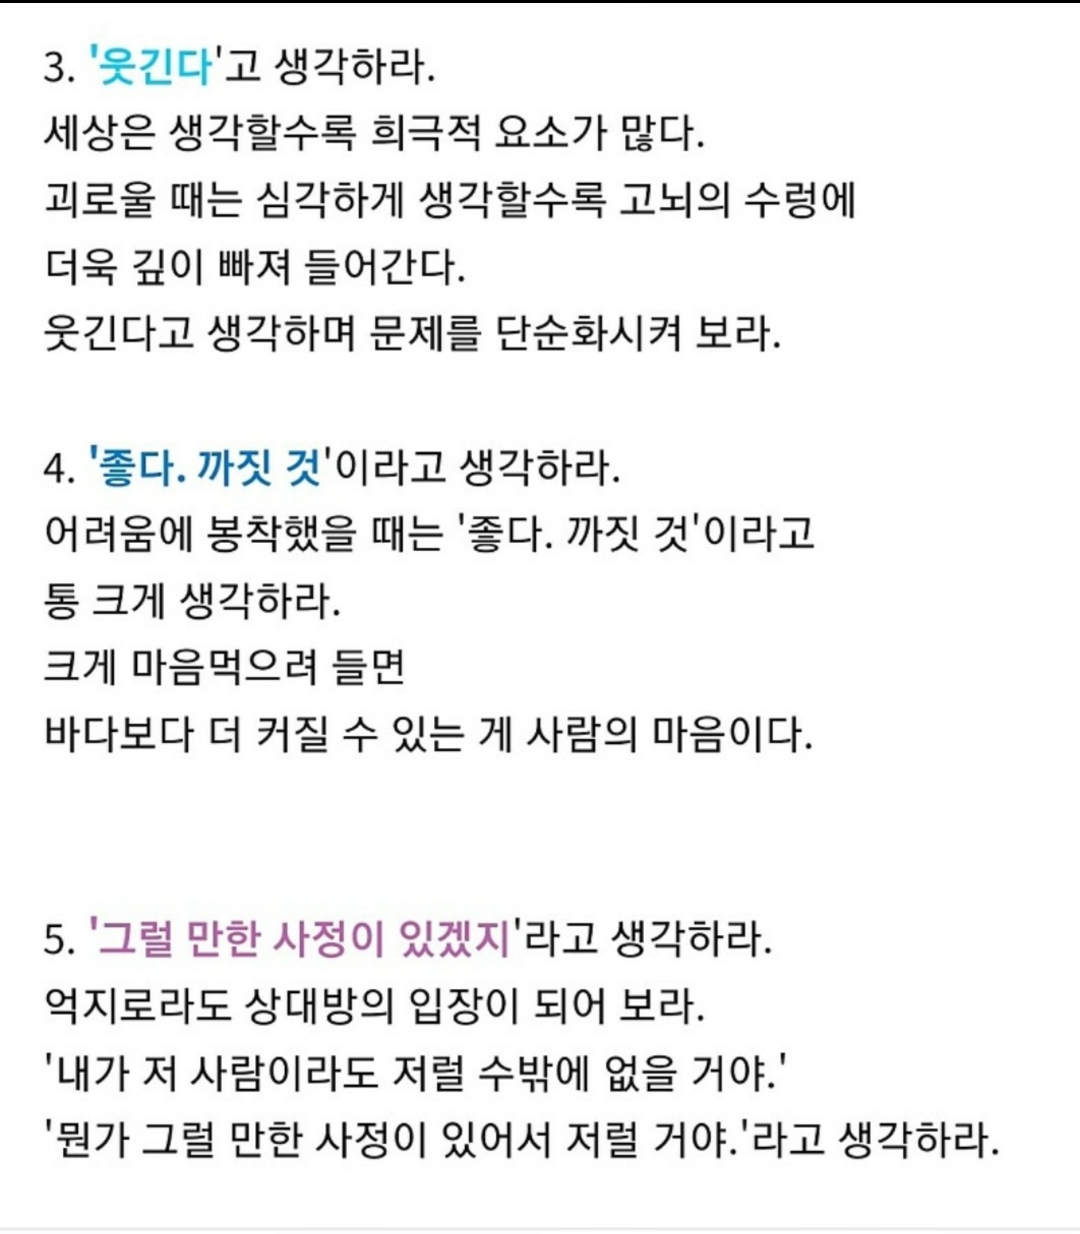 3. '웃긴다'고 생각하라.
세상은 생각할수록 희극적 요소가 많다.
괴로울 때는 심각하게 생각할수록 고뇌의 수렁에
더욱 깊이 빠져 들어간다.
웃긴다고 생각하며 문제를 단순화시켜 보라.
4. '좋다. 까짓 것'이라고 생각하라.
어려움에 봉착했을 때는 '좋다. 까짓 것'이라고
통 크게 생각하라.
크게 마음먹으려 들면
바다보다 더 커질 수 있는 게 사람의 마음이다.
5. '그럴 만한 사정이 있겠지'라고 생각하라.
억지로라도 상대방의 입장이 되어 보라.
'내가 저 사람이라도 저럴 수밖에 없을 거야.'
'뭔가 그럴 만한 사정이 있어서 저럴 거야.'라고 생각하라.